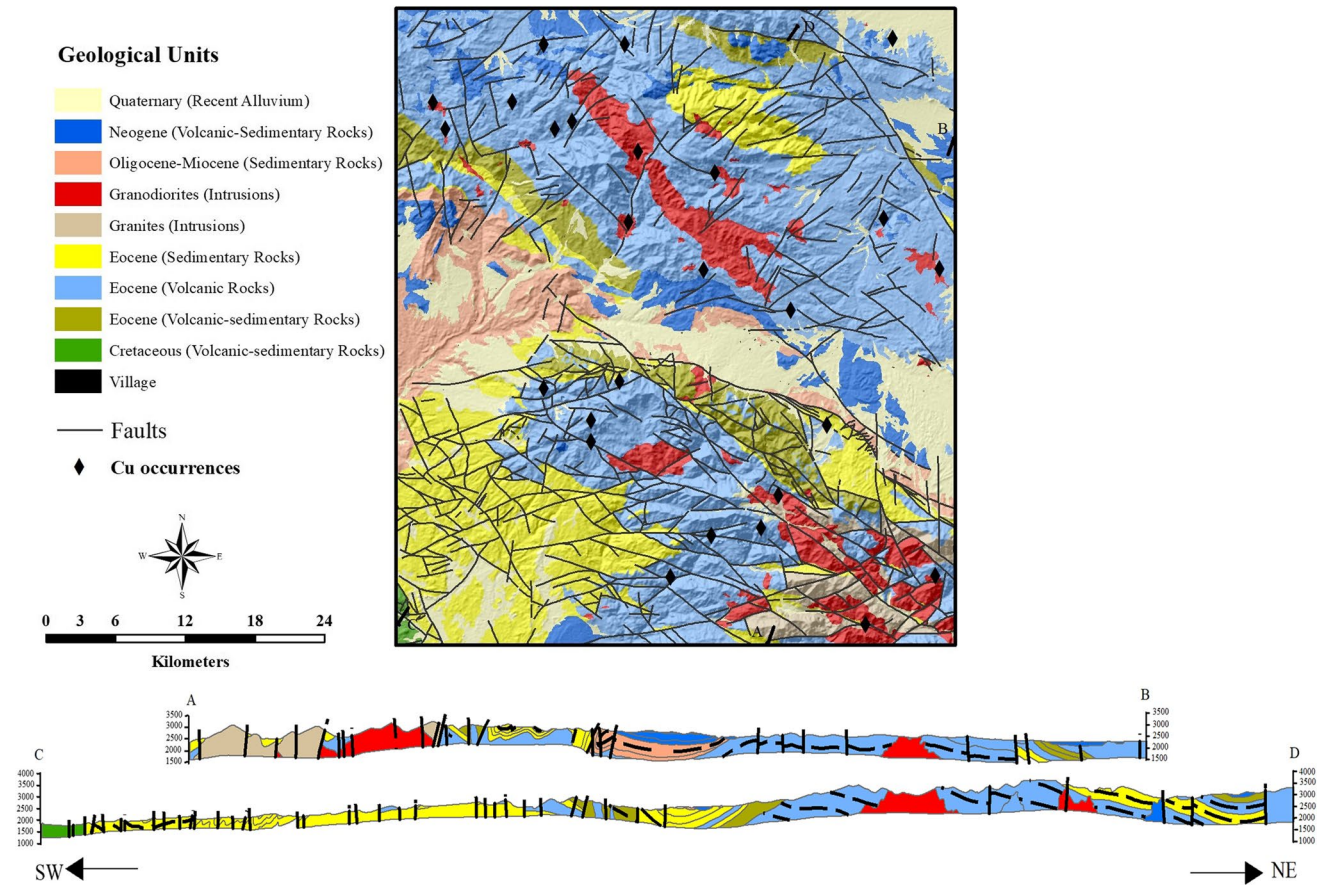 Geological Units
Quaternary (Recent Alluvium)
Neogene (Volcanic-Sedimentary Rocks)
Oligocene-Miocene (Sedimentary Rocks)
Granodiorites (Intrusions)
Granites (Intrusions)
Eocene (Sedimentary Rocks)
Eocene (Volcanic Rocks)
Eocene (Volcanic-sedimentary Rocks)
Cretaceous (Volcanic-sedimentary Rocks)
Village
Faults
Cu occurrences
N
W
E
S
0 3 6 12 18 24
Kilometers
D
B
C
A
A
B
3500
3000
2500
2000
1500
3500
3000
2500
2000
1500
C
D
4000
3500
3000
2500
2000
1500
1000
4000
3500
3000
2500
2000
1500
1000
SW
NE